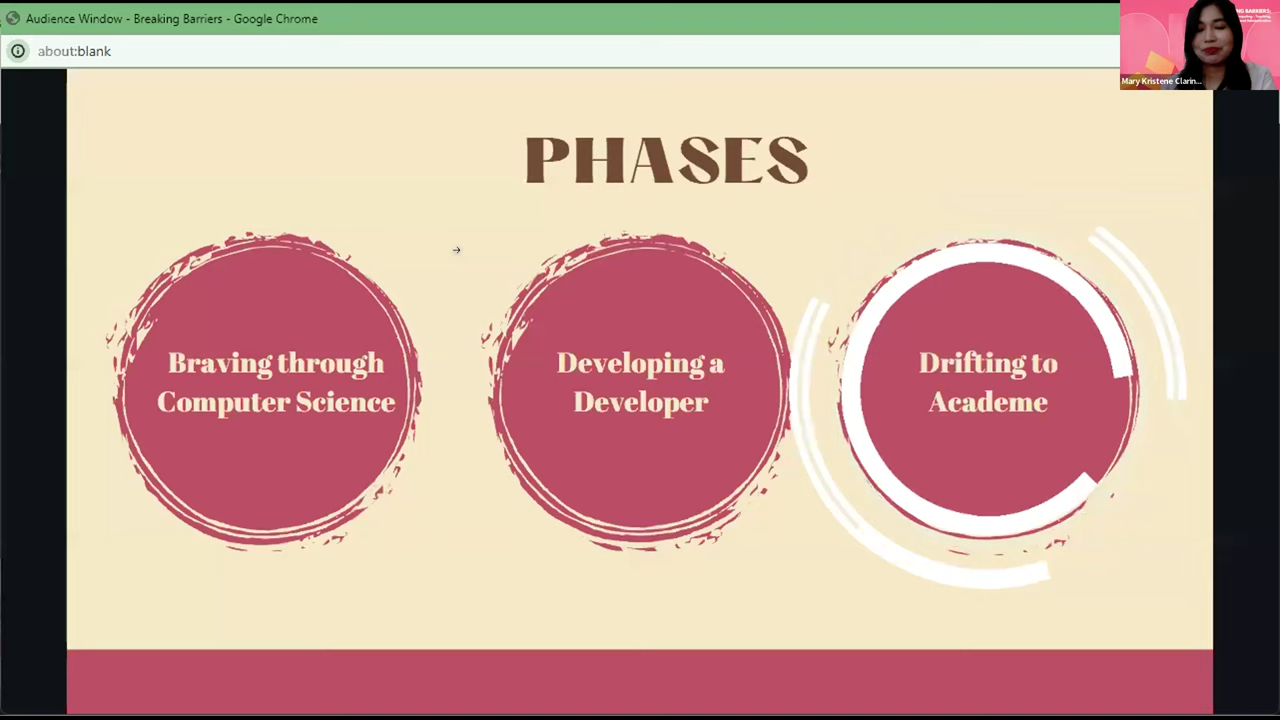 Audience Window - Breaking Barriers - Google Chrome
about:blank
Mary Kristene Clarin...
PHASES
Braving through
Computer Science
Developing a
Developer
Drifting to
Academe